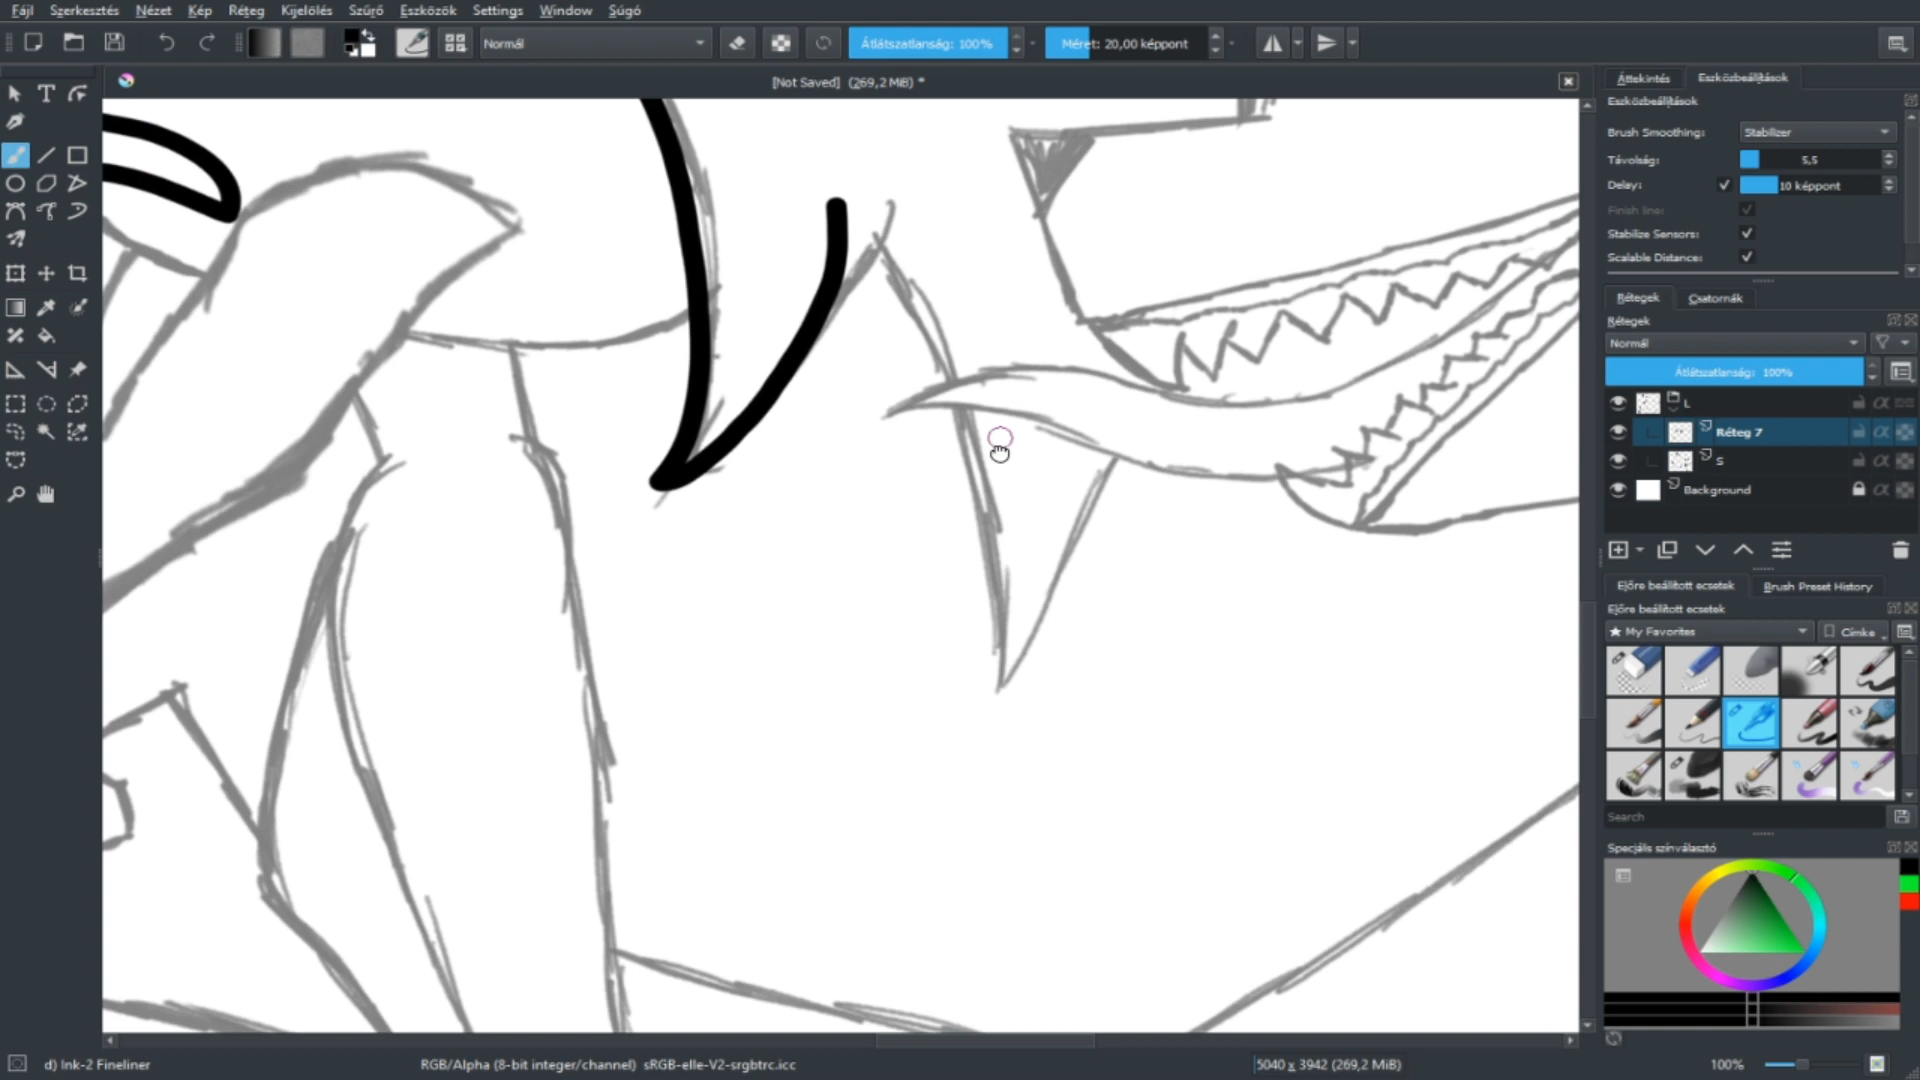 Fájl Szerkesztés Nézet Kép Réteg Kijelölés Szűrő Eszközök Settings Window Súgó
Normál
Átlátszatlanság: 100%
Méret: 20,00 képpont
[Not Saved] (269,2 MiB) *
Áttekintés Eszközbeállítások
Eszközbeállítások
Brush Smoothing: Stabilizer
Távolság: 5,5
Delay: 10 képpont
Finish line:
Stabilize Sensors:
Scalable Distance:
Rétegek Csatornák
Rétegek
Normál
Átlátszatlanság: 100%
L
Réteg 7
S
Background
Előre beállított ecsetek Brush Preset History
Előre beállított ecsetek
★ My Favorites Címke
Search
Speciális színválasztó
d) Ink-2 Fineliner
RGB/Alpha (8-bit integer/channel) sRGB-elle-V2-srgbtrc.icc
5040 x 3942 (269,2 MiB)
100%